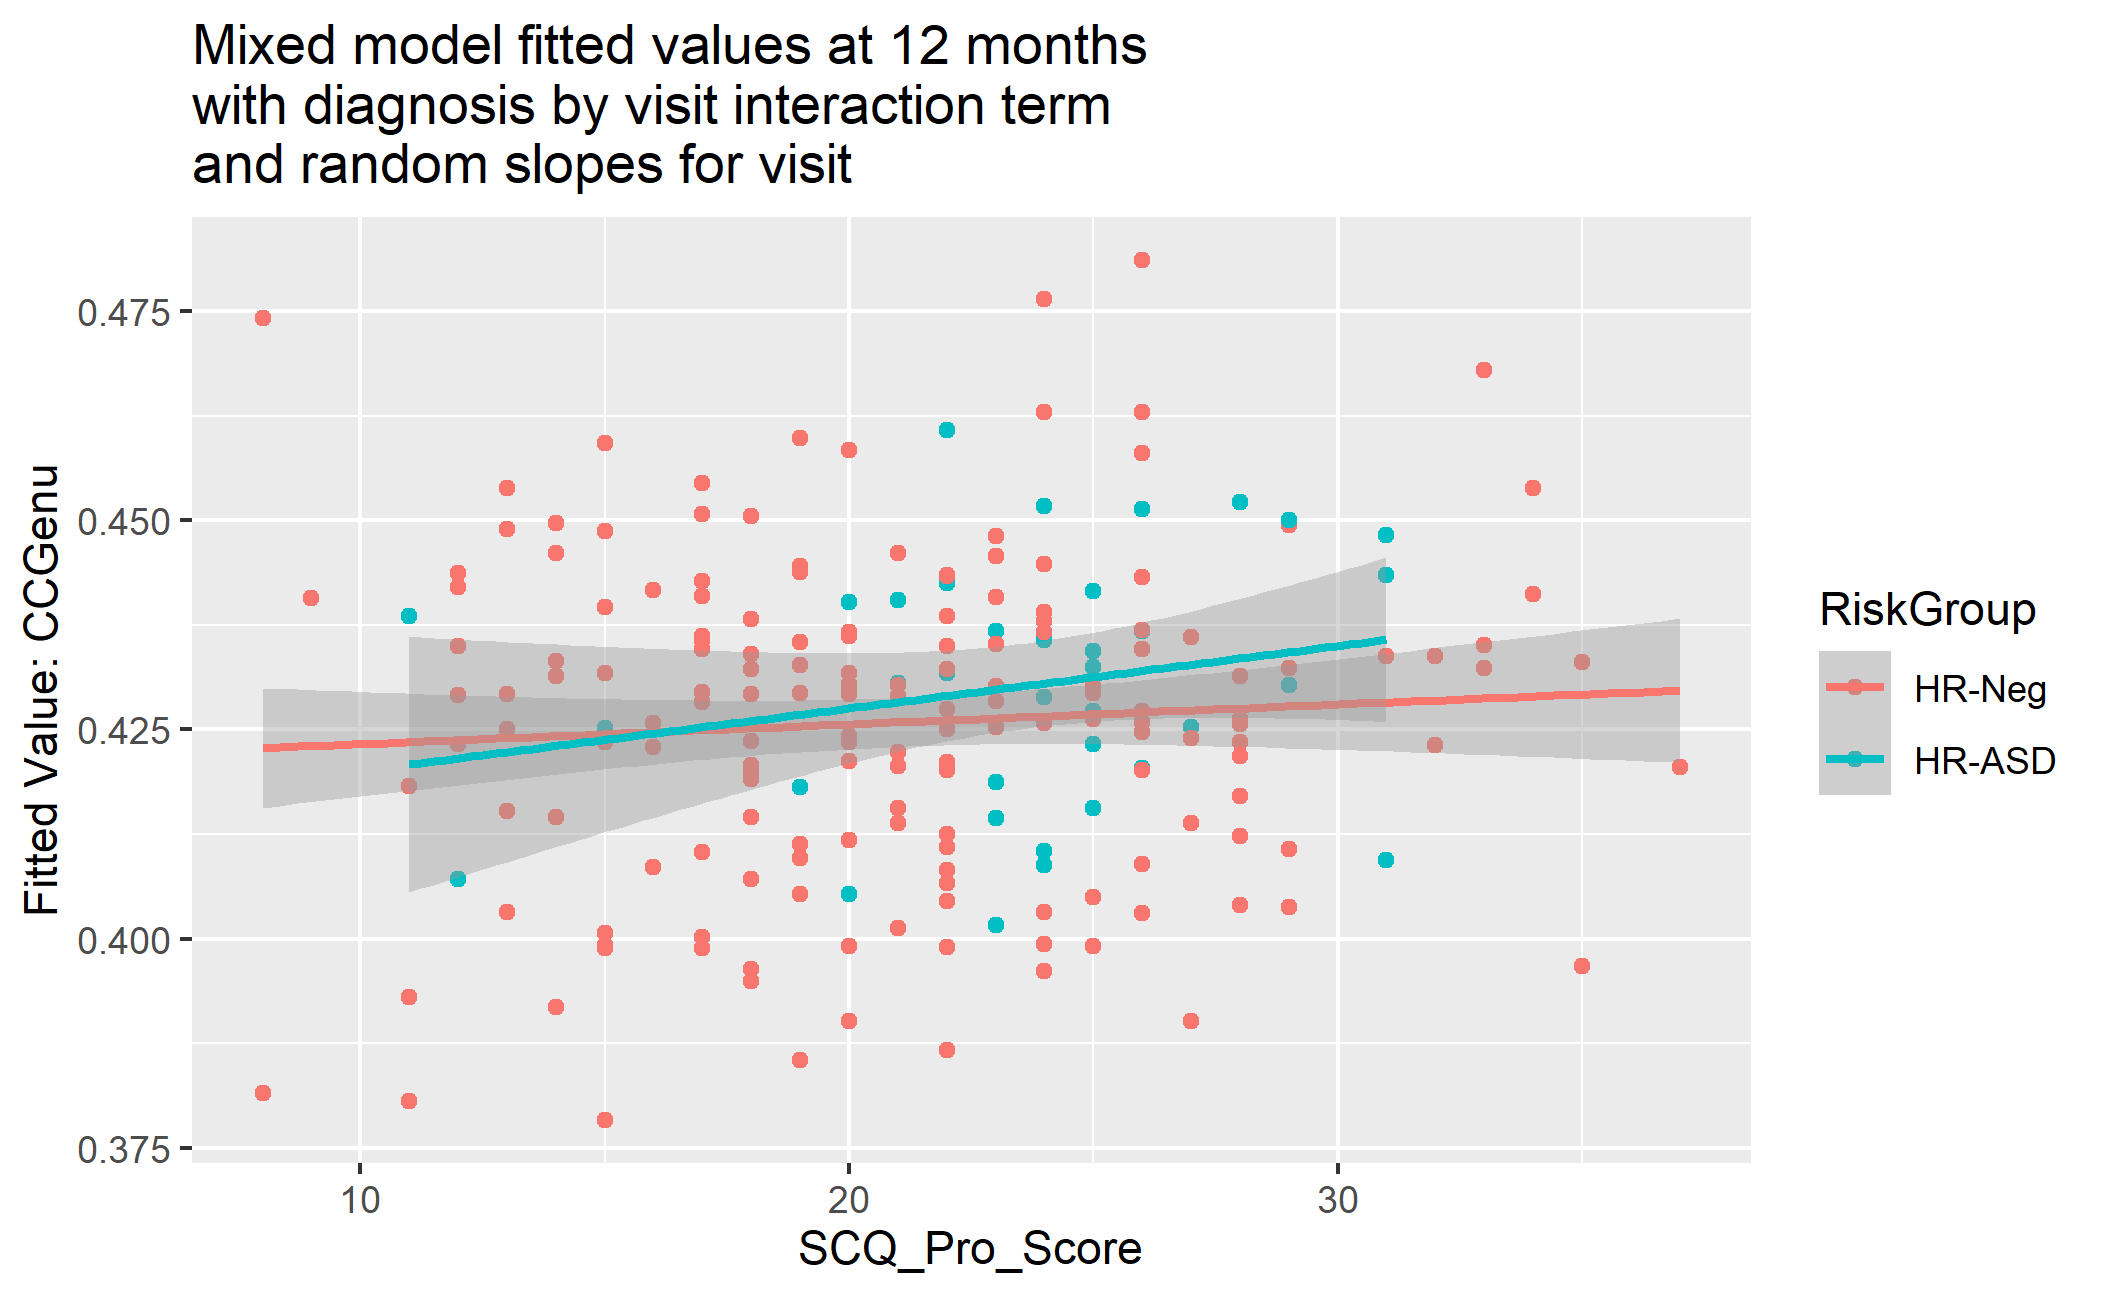 Mixed model fitted values at 12 months
with diagnosis by visit interaction term
and random slopes for visit
Fitted Value: CCGenu
0.475
0.450
0.425
0.400
0.375
10
20
30
SCQ_Pro_Score
RiskGroup
HR-Neg
HR-ASD